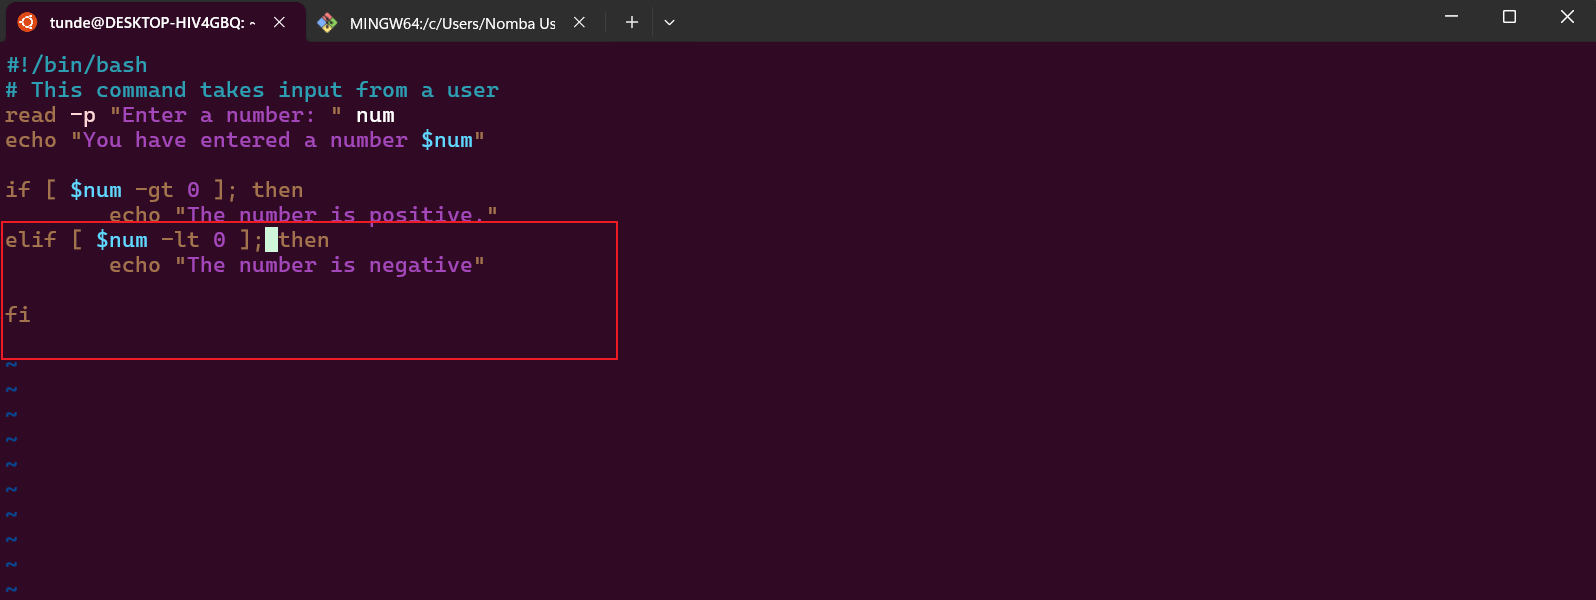 tunde@DESKTOP-HIV4GBQ: ~
MINGW64:/c/Users/Nomba Us
#!/bin/bash
# This command takes input from a user
read -p "Enter a number: " num
echo "You have entered a number $num"
if [ $num -gt 0 ]; then
echo "The number is positive."
elif [ $num -lt 0 ]; then
echo "The number is negative"
fi
~
~
~
~
~
~
~
~
~
~